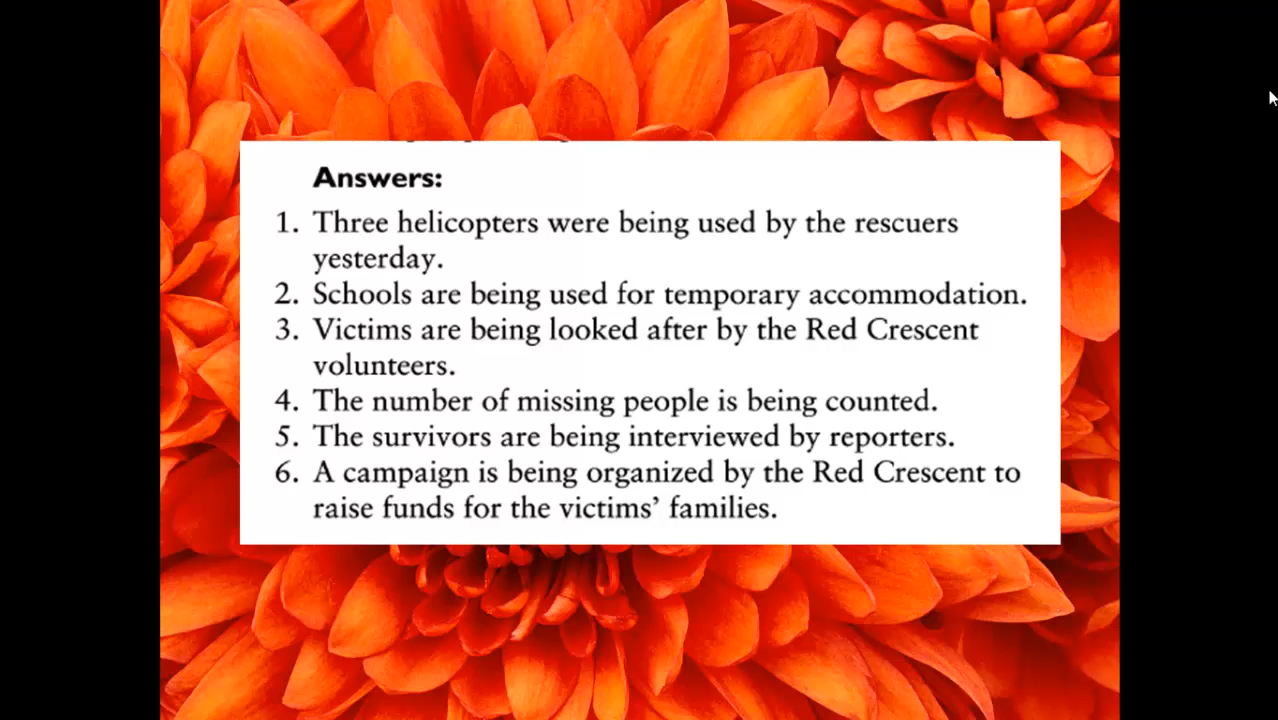 Answers:
1. Three helicopters were being used by the rescuers
yesterday.
2. Schools are being used for temporary accommodation.
3. Victims are being looked after by the Red Crescent
volunteers.
4. The number of missing people is being counted.
5. The survivors are being interviewed by reporters.
6. A campaign is being organized by the Red Crescent to
raise funds for the victims’ families.